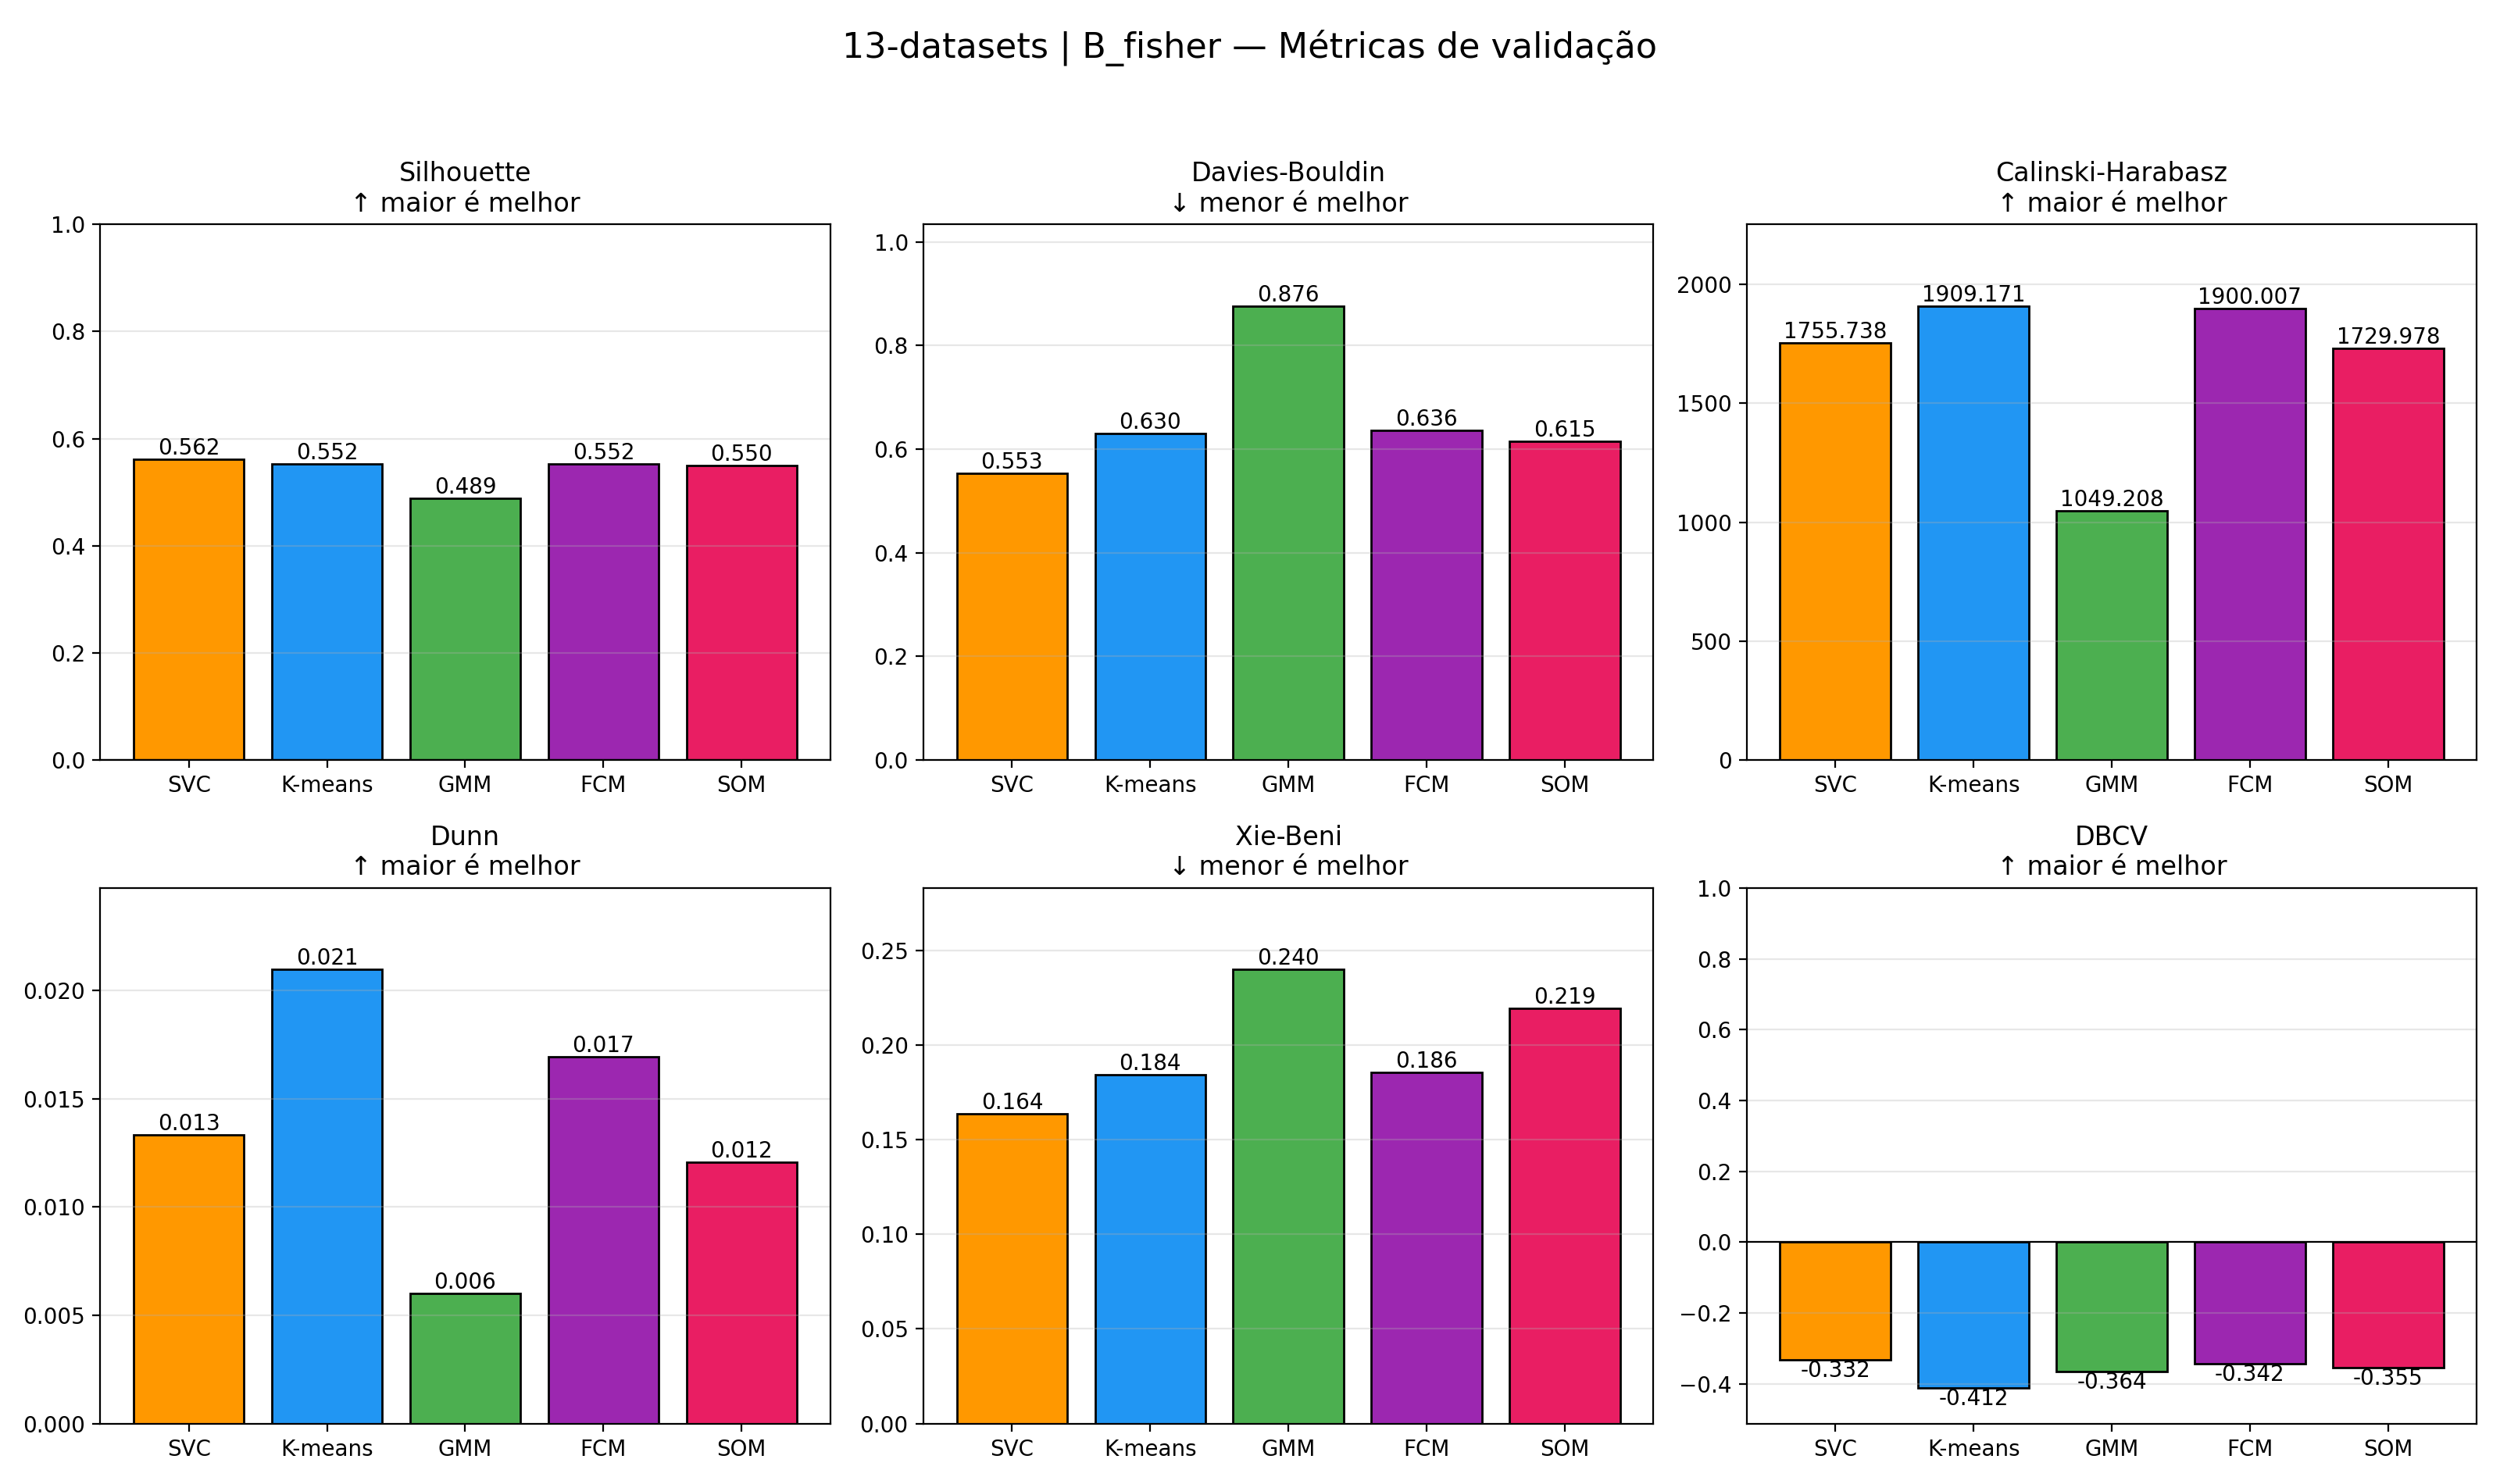 13-datasets | B_fisher — Métricas de validação
Silhouette
↑ maior é melhor
1.0
0.8
0.6
0.4
0.2
0.0
0.562
0.552
0.489
0.552
0.550
SVC
K-means
GMM
FCM
SOM
Davies-Bouldin
↓ menor é melhor
1.0
0.8
0.6
0.4
0.2
0.0
0.553
0.630
0.876
0.636
0.615
SVC
K-means
GMM
FCM
SOM
Calinski-Harabasz
↑ maior é melhor
2000
1500
1000
500
0
1755.738
1909.171
1049.208
1900.007
1729.978
SVC
K-means
GMM
FCM
SOM
Dunn
↑ maior é melhor
0.020
0.015
0.010
0.005
0.000
0.013
0.021
0.006
0.017
0.012
SVC
K-means
GMM
FCM
SOM
Xie-Beni
↓ menor é melhor
0.25
0.20
0.15
0.10
0.05
0.00
0.164
0.184
0.240
0.186
0.219
SVC
K-means
GMM
FCM
SOM
DBCV
↑ maior é melhor
1.0
0.8
0.6
0.4
0.2
0.0
−0.2
−0.4
-0.332
-0.412
-0.364
-0.342
-0.355
SVC
K-means
GMM
FCM
SOM